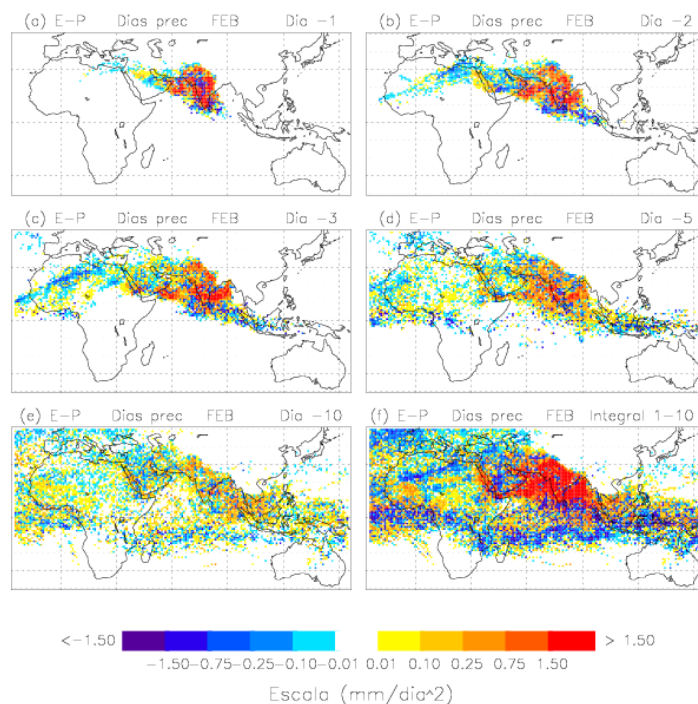 (a) E-P Dias prec FEB Dia -1
(b) E-P Dias prec FEB Dia -2
(c) E-P Dias prec FEB Dia -3
(d) E-P Dias prec FEB Dia -5
(e) E-P Dias prec FEB Dia -10
(f) E-P Dias prec FEB Integral 1-10
<-1.50 > 1.50
-1.50-0.75-0.25-0.10-0.01 0.01 0.10 0.25 0.75 1.50
Escala (mm/dia^2)